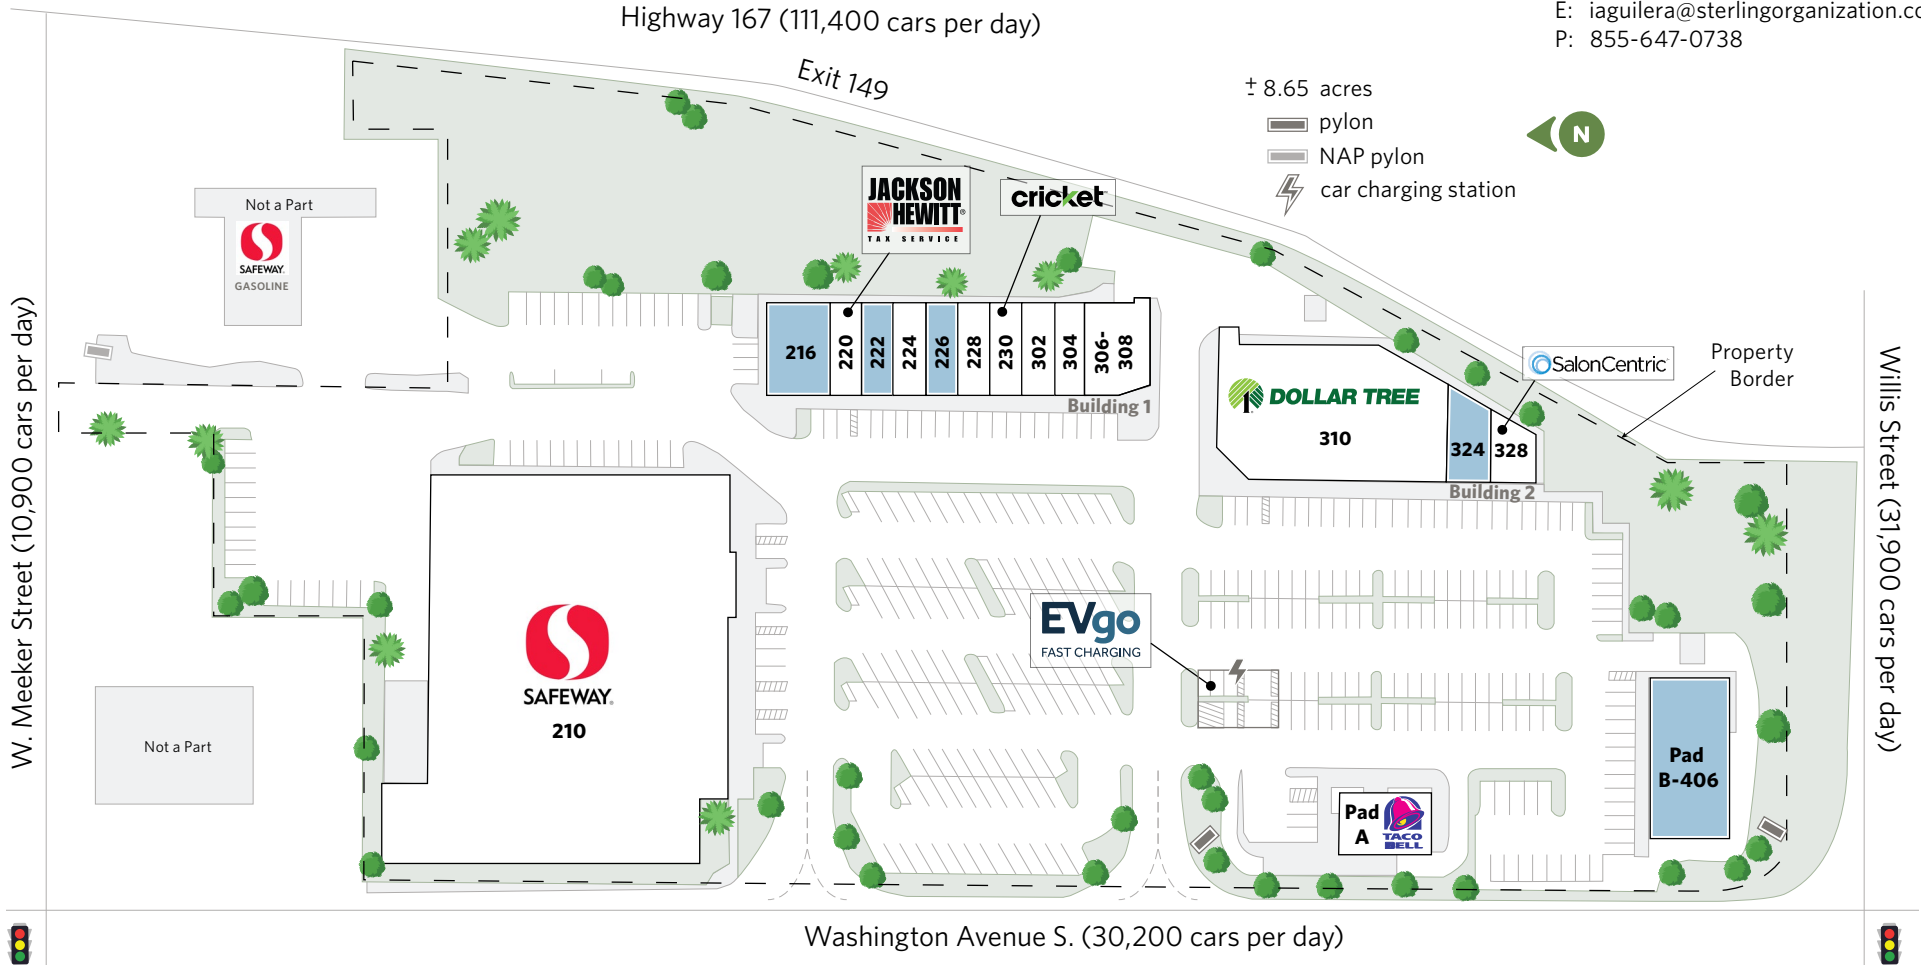 Highway 167 (111,400 cars per day)
E: iaguilera@sterlingorganization.co
P: 855-647-0738
Exit 149
± 8.65 acres
pylon
NAP pylon
car charging station
N
Not a Part
SAFEWAY.
GASOLINE
JACKSON
HEWITT®
TAX SERVICE
cricket
216
220
222
224
226
228
230
302
304
306-
308
Building 1
DOLLAR TREE
310
324
328
Building 2
SalonCentric
Property
Border
W. Meeker Street (10,900 cars per day)
Willis Street (31,900 cars per day)
SAFEWAY.
210
EVgo
FAST CHARGING
Not a Part
Pad
A
TACO
BELL
Pad
B-406
Washington Avenue S. (30,200 cars per day)